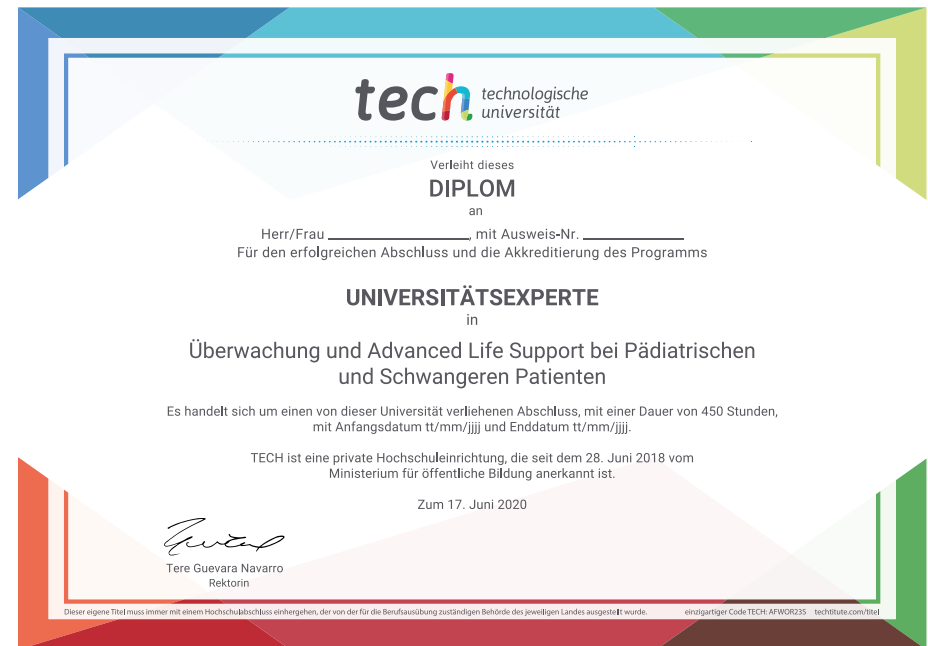 tech technologische
universität
Verleiht dieses
DIPLOM
an
Herr/Frau ____________________, mit Ausweis-Nr. ______________
Für den erfolgreichen Abschluss und die Akkreditierung des Programms
UNIVERSITÄTSEXPERTE
in
Überwachung und Advanced Life Support bei Pädiatrischen
und Schwangeren Patienten
Es handelt sich um einen von dieser Universität verliehenen Abschluss, mit einer Dauer von 450 Stunden,
mit Anfangsdatum tt/mm/jjjj und Enddatum tt/mm/jjjj.
TECH ist eine private Hochschuleinrichtung, die seit dem 28. Juni 2018 vom
Ministerium für öffentliche Bildung anerkannt ist.
Zum 17. Juni 2020
Tere Guevara Navarro
Rektorin
Dieser eigene Titel muss immer mit einem Hochschulabschluss einhergehen, der von der für die Berufsausübung zuständigen Behörde des jeweiligen Landes ausgestellt wurde. einzigartiger Code TECH: AFWOR23S techtitute.com/titel